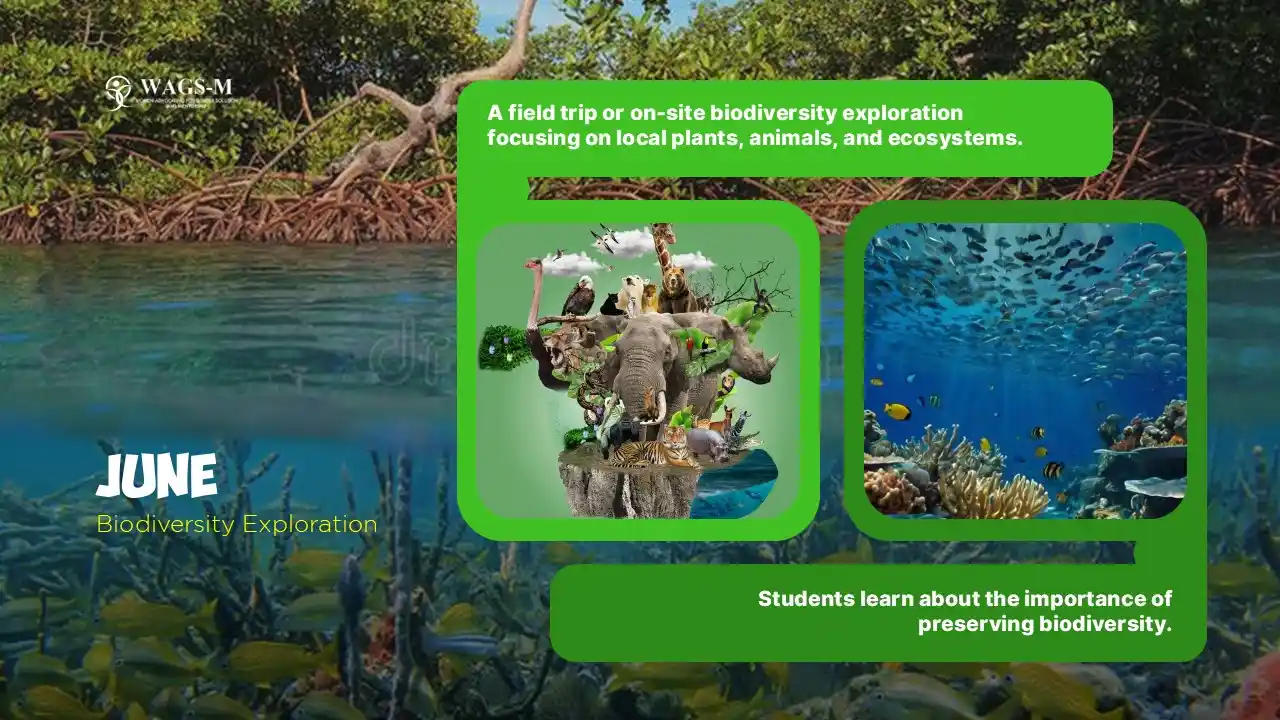 WAGS-M
A field trip or on-site biodiversity exploration
focusing on local plants, animals, and ecosystems.
JUNE
Biodiversity Exploration
Students learn about the importance of
preserving biodiversity.